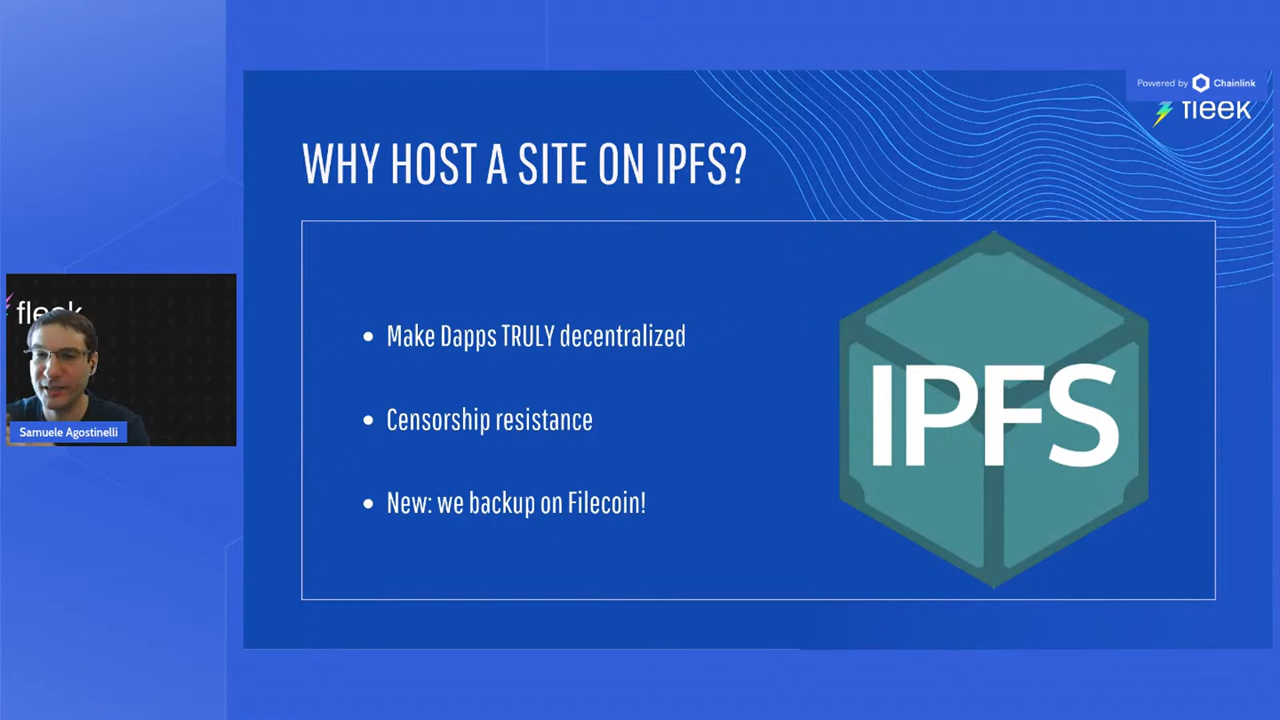 Powered by Chainlink
fleek
WHY HOST A SITE ON IPFS?
Make Dapps TRULY decentralized
Censorship resistance
New: we backup on Filecoin!
IPFS
fleek
Samuele Agostinelli